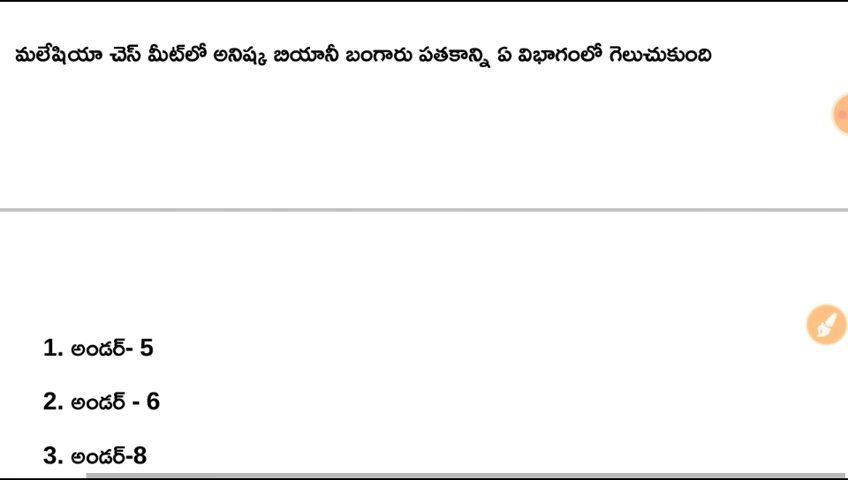 మలేషియా చెస్ మీట్‌లో అనిష్క బియానీ బంగారు పతకాన్ని ఏ విభాగంలో గెలుచుకుంది
1. అండర్- 5
2. అండర్ - 6
3. అండర్-8